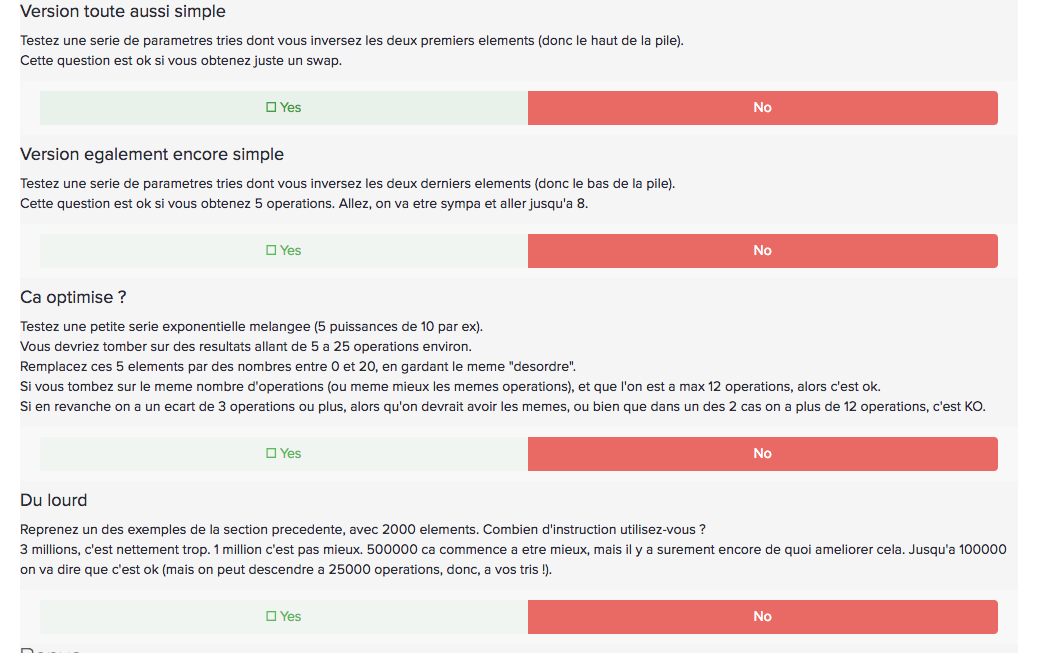 Version toute aussi simple
Testez une serie de parametres tries dont vous inversez les deux premiers elements (donc le haut de la pile).
Cette question est ok si vous obtenez juste un swap.
Yes
No
Version egalement encore simple
Testez une serie de parametres tries dont vous inversez les deux derniers elements (donc le bas de la pile).
Cette question est ok si vous obtenez 5 operations. Allez, on va etre sympa et aller jusqu'a 8.
Yes
No
Ca optimise ?
Testez une petite serie exponentielle melangee (5 puissances de 10 par ex).
Vous devriez tomber sur des resultats allant de 5 a 25 operations environ.
Remplacez ces 5 elements par des nombres entre 0 et 20, en gardant le meme "desordre".
Si vous tombez sur le meme nombre d'operations (ou meme mieux les memes operations), et que l'on est a max 12 operations, alors c'est ok.
Si en revanche on a un ecart de 3 operations ou plus, alors qu'on devrait avoir les memes, ou bien que dans un des 2 cas on a plus de 12 operations, c'est KO.
Yes
No
Du lourd
Reprenez un des exemples de la section precedente, avec 2000 elements. Combien d'instruction utilisez-vous ?
3 millions, c'est nettement trop. 1 million c'est pas mieux. 500000 ca commence a etre mieux, mais il y a surement encore de quoi ameliorer cela. Jusqu'a 100000
on va dire que c'est ok (mais on peut descendre a 25000 operations, donc, a vos tris !).
Yes
No